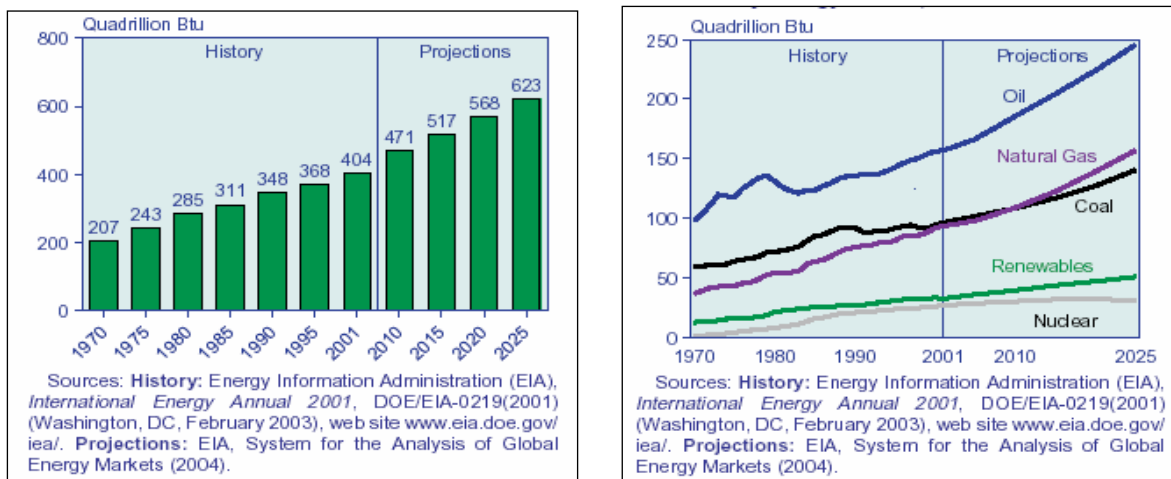 Quadrillion Btu
800
History
Projections
600
400
200
0
207
243
285
311
348
368
404
471
517
568
623
1970
1975
1980
1985
1990
1995
2001
2010
2015
2020
2025
Sources: History: Energy Information Administration (EIA),
International Energy Annual 2001, DOE/EIA-0219(2001)
(Washington, DC, February 2003), web site www.eia.doe.gov/
iea/. Projections: EIA, System for the Analysis of Global
Energy Markets (2004).
Quadrillion Btu
250
History
Projections
200
150
100
50
0
Oil
Natural Gas
Coal
Renewables
Nuclear
1970
1980
1990
2001
2010
2025
Sources: History: Energy Information Administration (EIA),
International Energy Annual 2001, DOE/EIA-0219(2001)
(Washington, DC, February 2003), web site www.eia.doe.gov/
iea/. Projections: EIA, System for the Analysis of Global
Energy Markets (2004).